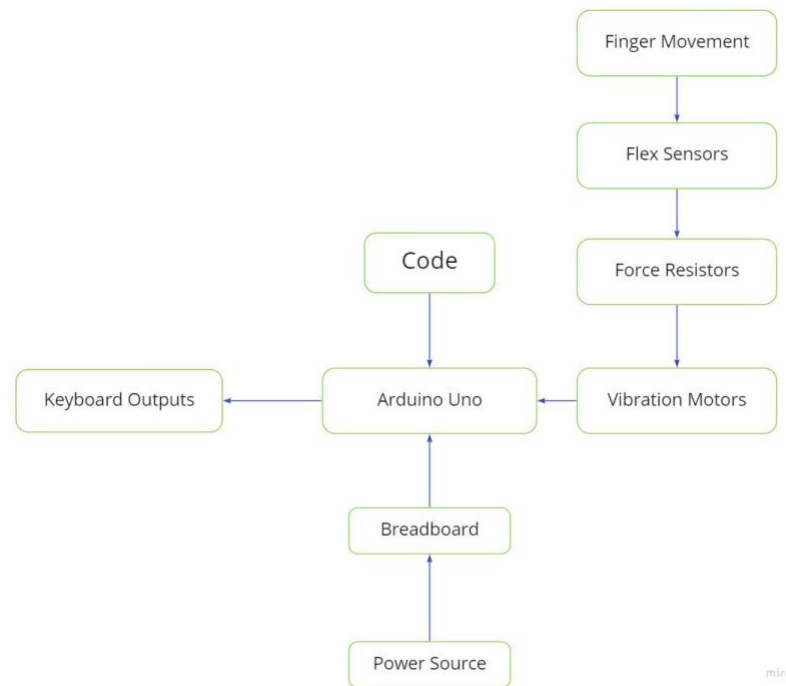 Finger Movement
Flex Sensors
Code
Force Resistors
Keyboard Outputs
Arduino Uno
Vibration Motors
Breadboard
Power Source